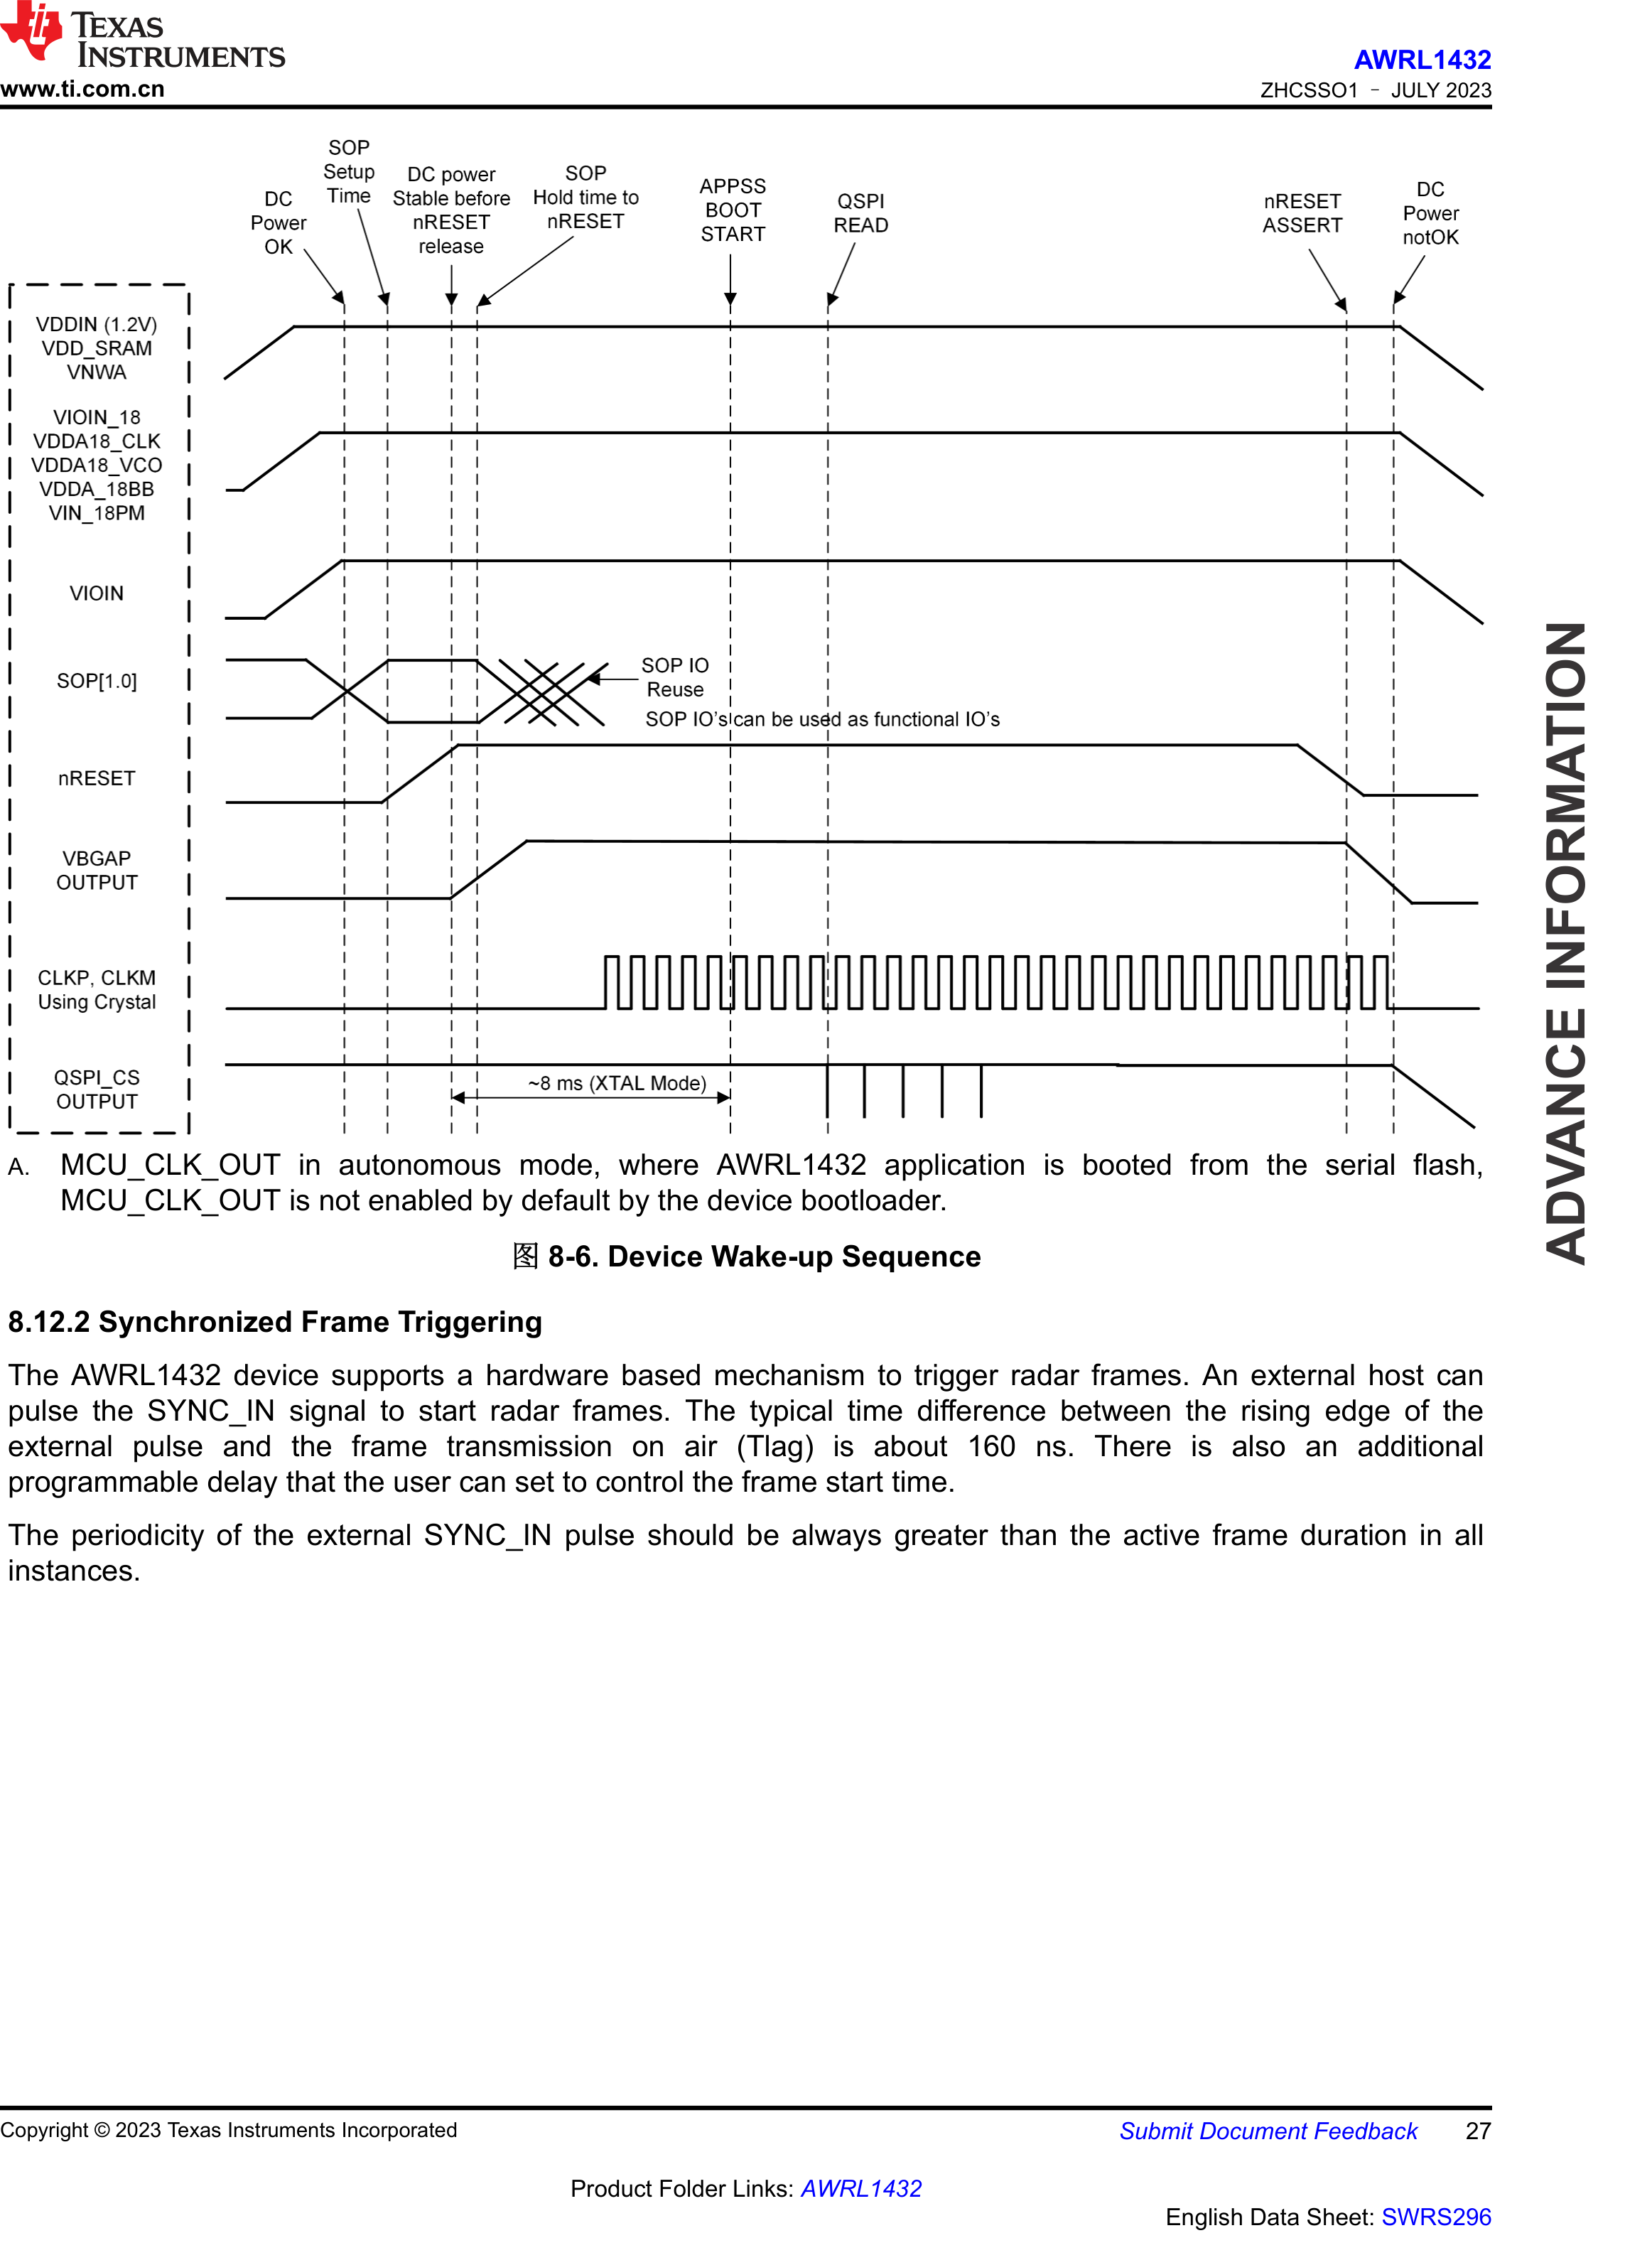 TEXAS
INSTRUMENTS
www.ti.com.cn
AWRL1432
ZHCSSO1 – JULY 2023
DC
Power
OK
SOP
Setup
Time
DC power
Stable before
nRESET
release
SOP
Hold time to
nRESET
APPSS
BOOT
START
QSPI
READ
nRESET
ASSERT
DC
Power
notOK
VDDIN (1.2V)
VDD_SRAM
VNWA
VIOIN_18
VDDA18_CLK
VDDA18_VCO
VDDA_18BB
VIN_18PM
VIOIN
SOP[1.0]
SOP IO
Reuse
SOP IO's can be used as functional IO's
nRESET
VBGAP
OUTPUT
CLKP, CLKM
Using Crystal
QSPI_CS
OUTPUT
~8 ms (XTAL Mode)
A. MCU_CLK_OUT in autonomous mode, where AWRL1432 application is booted from the serial flash,
MCU_CLK_OUT is not enabled by default by the device bootloader.
图 8-6. Device Wake-up Sequence
8.12.2 Synchronized Frame Triggering
The AWRL1432 device supports a hardware based mechanism to trigger radar frames. An external host can
pulse the SYNC_IN signal to start radar frames. The typical time difference between the rising edge of the
external pulse and the frame transmission on air (Tlag) is about 160 ns. There is also an additional
programmable delay that the user can set to control the frame start time.
The periodicity of the external SYNC_IN pulse should be always greater than the active frame duration in all
instances.
ADVANCE INFORMATION
Copyright © 2023 Texas Instruments Incorporated
Submit Document Feedback 27
Product Folder Links: AWRL1432
English Data Sheet: SWRS296